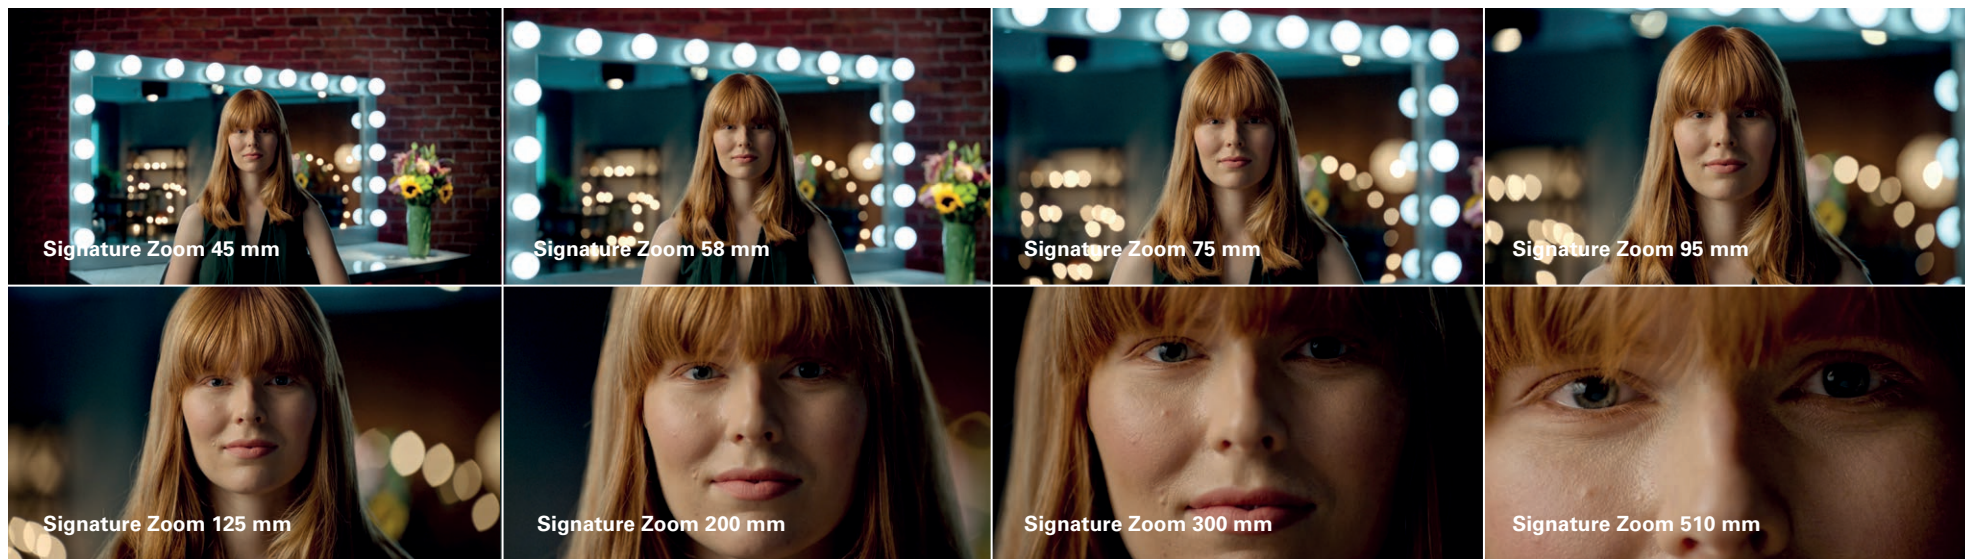 Signature Zoom 45 mm
Signature Zoom 58 mm
Signature Zoom 75 mm
Signature Zoom 95 mm
Signature Zoom 125 mm
Signature Zoom 200 mm
Signature Zoom 300 mm
Signature Zoom 510 mm